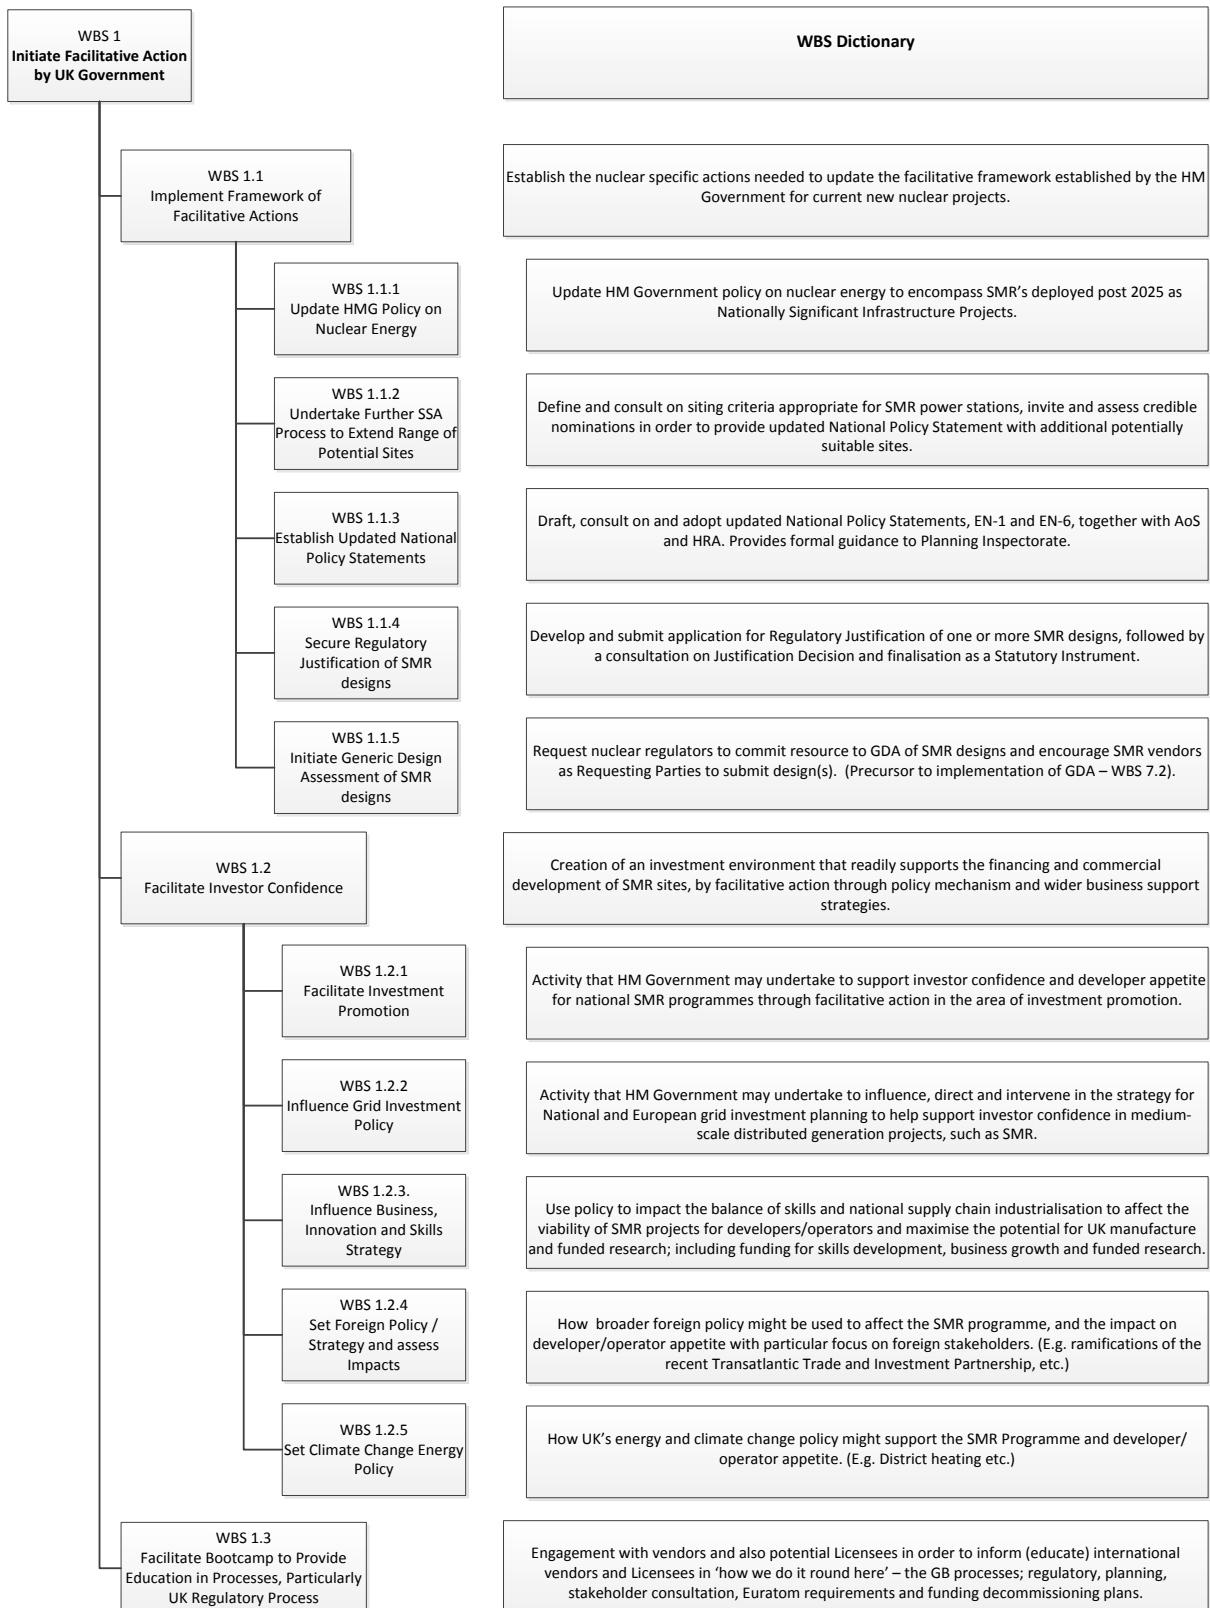 WBS 1
Initiate Facilitative Action
by UK Government
WBS Dictionary
WBS 1.1
Implement Framework of
Facilitative Actions
Establish the nuclear specific actions needed to update the facilitative framework established by the HM
Government for current new nuclear projects.
WBS 1.1.1
Update HMG Policy on
Nuclear Energy
Update HM Government policy on nuclear energy to encompass SMR’s deployed post 2025 as
Nationally Significant Infrastructure Projects.
WBS 1.1.2
Undertake Further SSA
Process to Extend Range of
Potential Sites
Define and consult on siting criteria appropriate for SMR power stations, invite and assess credible
nominations in order to provide updated National Policy Statement with additional potentially
suitable sites.
WBS 1.1.3
Establish Updated National
Policy Statements
Draft, consult on and adopt updated National Policy Statements, EN-1 and EN-6, together with AoS
and HRA. Provides formal guidance to Planning Inspectorate.
WBS 1.1.4
Secure Regulatory
Justification of SMR
designs
Develop and submit application for Regulatory Justification of one or more SMR designs, followed by
a consultation on Justification Decision and finalisation as a Statutory Instrument.
WBS 1.1.5
Initiate Generic Design
Assessment of SMR
designs
Request nuclear regulators to commit resource to GDA of SMR designs and encourage SMR vendors
as Requesting Parties to submit design(s). (Precursor to implementation of GDA – WBS 7.2).
WBS 1.2
Facilitate Investor Confidence
Creation of an investment environment that readily supports the financing and commercial
development of SMR sites, by facilitative action through policy mechanism and wider business support
strategies.
WBS 1.2.1
Facilitate Investment
Promotion
Activity that HM Government may undertake to support investor confidence and developer appetite
for national SMR programmes through facilitative action in the area of investment promotion.
WBS 1.2.2
Influence Grid Investment
Policy
Activity that HM Government may undertake to influence, direct and intervene in the strategy for
National and European grid investment planning to help support investor confidence in medium-
scale distributed generation projects, such as SMR.
WBS 1.2.3.
Influence Business,
Innovation and Skills
Strategy
Use policy to impact the balance of skills and national supply chain industrialisation to affect the
viability of SMR projects for developers/operators and maximise the potential for UK manufacture
and funded research; including funding for skills development, business growth and funded research.
WBS 1.2.4
Set Foreign Policy /
Strategy and assess
Impacts
How broader foreign policy might be used to affect the SMR programme, and the impact on
developer/operator appetite with particular focus on foreign stakeholders. (E.g. ramifications of the
recent Transatlantic Trade and Investment Partnership, etc.)
WBS 1.2.5
Set Climate Change Energy
Policy
How UK’s energy and climate change policy might support the SMR Programme and developer/
operator appetite. (E.g. District heating etc.)
WBS 1.3
Facilitate Bootcamp to Provide
Education in Processes, Particularly
UK Regulatory Process
Engagement with vendors and also potential Licensees in order to inform (educate) international
vendors and Licensees in ‘how we do it round here’ – the GB processes; regulatory, planning,
stakeholder consultation, Euratom requirements and funding decommissioning plans.